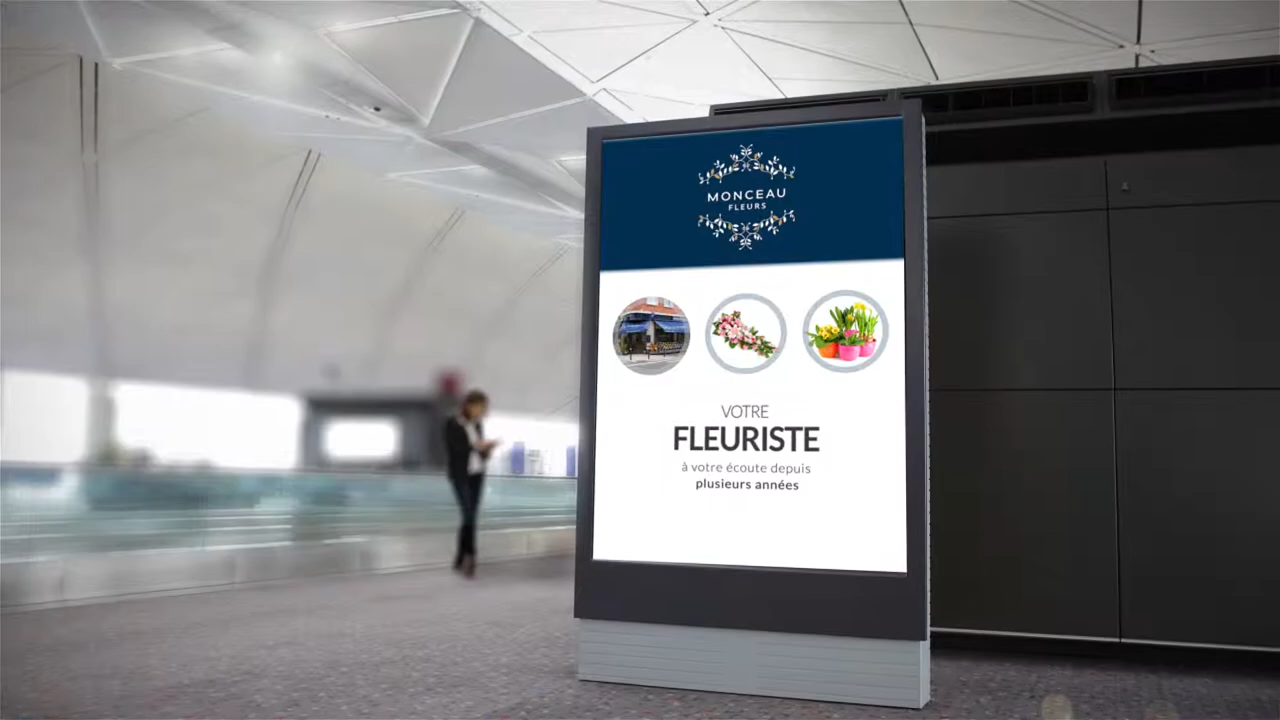 MONCEAU
FLEURS
VOTRE
FLEURISTE
à votre écoute depuis
plusieurs années